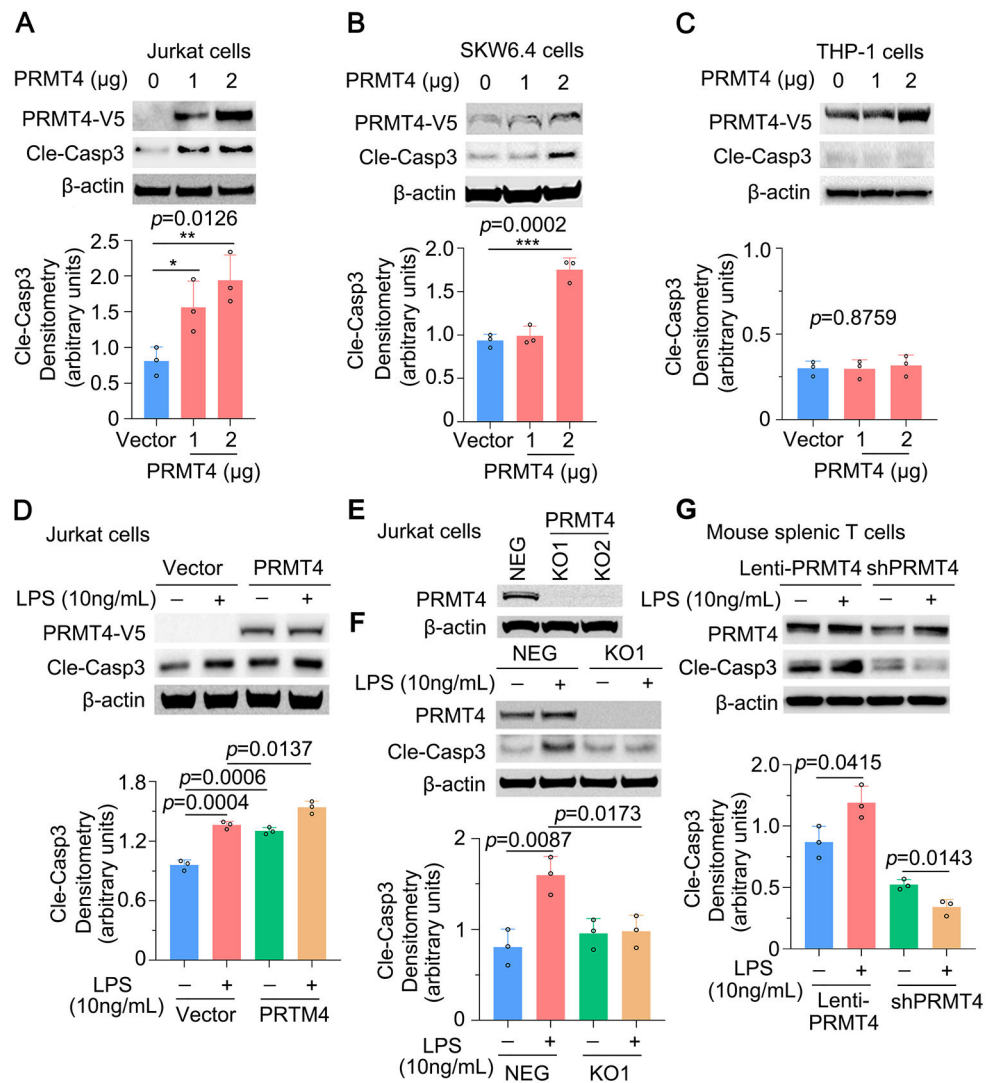 A
Jurkat cells
PRMT4 (µg) 0 1 2
PRMT4-V5
Cle-Casp3
β-actin
p=0.0126
**
*
Cle-Casp3
Densitometry
(arbitrary units)
2.5
2.0
1.5
1.0
0.5
0
Vector 1 2
PRMT4 (µg)
B
SKW6.4 cells
PRMT4 (µg) 0 1 2
PRMT4-V5
Cle-Casp3
β-actin
p=0.0002
***
Cle-Casp3
Densitometry
(arbitrary units)
2.0
1.5
1.0
0.5
0
Vector 1 2
PRMT4 (µg)
C
THP-1 cells
PRMT4 (µg) 0 1 2
PRMT4-V5
Cle-Casp3
β-actin
p=0.8759
Cle-Casp3
Densitometry
(arbitrary units)
1.0
0.5
0
Vector 1 2
PRMT4 (µg)
D
Jurkat cells
Vector PRMT4
LPS (10ng/mL) – + – +
PRMT4-V5
Cle-Casp3
β-actin
p=0.0137
p=0.0006
p=0.0004
Cle-Casp3
Densitometry
(arbitrary units)
1.8
1.5
1.2
0.6
0
LPS – + – +
(10ng/mL)
Vector PRTM4
E
Jurkat cells
PRMT4
NEG KO1 KO2
PRMT4
β-actin
F
NEG KO1
LPS (10ng/mL) – + – +
PRMT4
Cle-Casp3
β-actin
p=0.0173
p=0.0087
Cle-Casp3
Densitometry
(arbitrary units)
2
1
2
0
LPS – + – +
(10ng/mL)
NEG KO1
G
Mouse splenic T cells
Lenti-PRMT4 shPRMT4
LPS (10ng/mL) – + – +
PRMT4
Cle-Casp3
β-actin
p=0.0415
p=0.0143
Cle-Casp3
Densitometry
(arbitrary units)
2.0
1.0
0.5
0
LPS – + – +
(10ng/mL)
Lenti-
PRMT4
shPRMT4